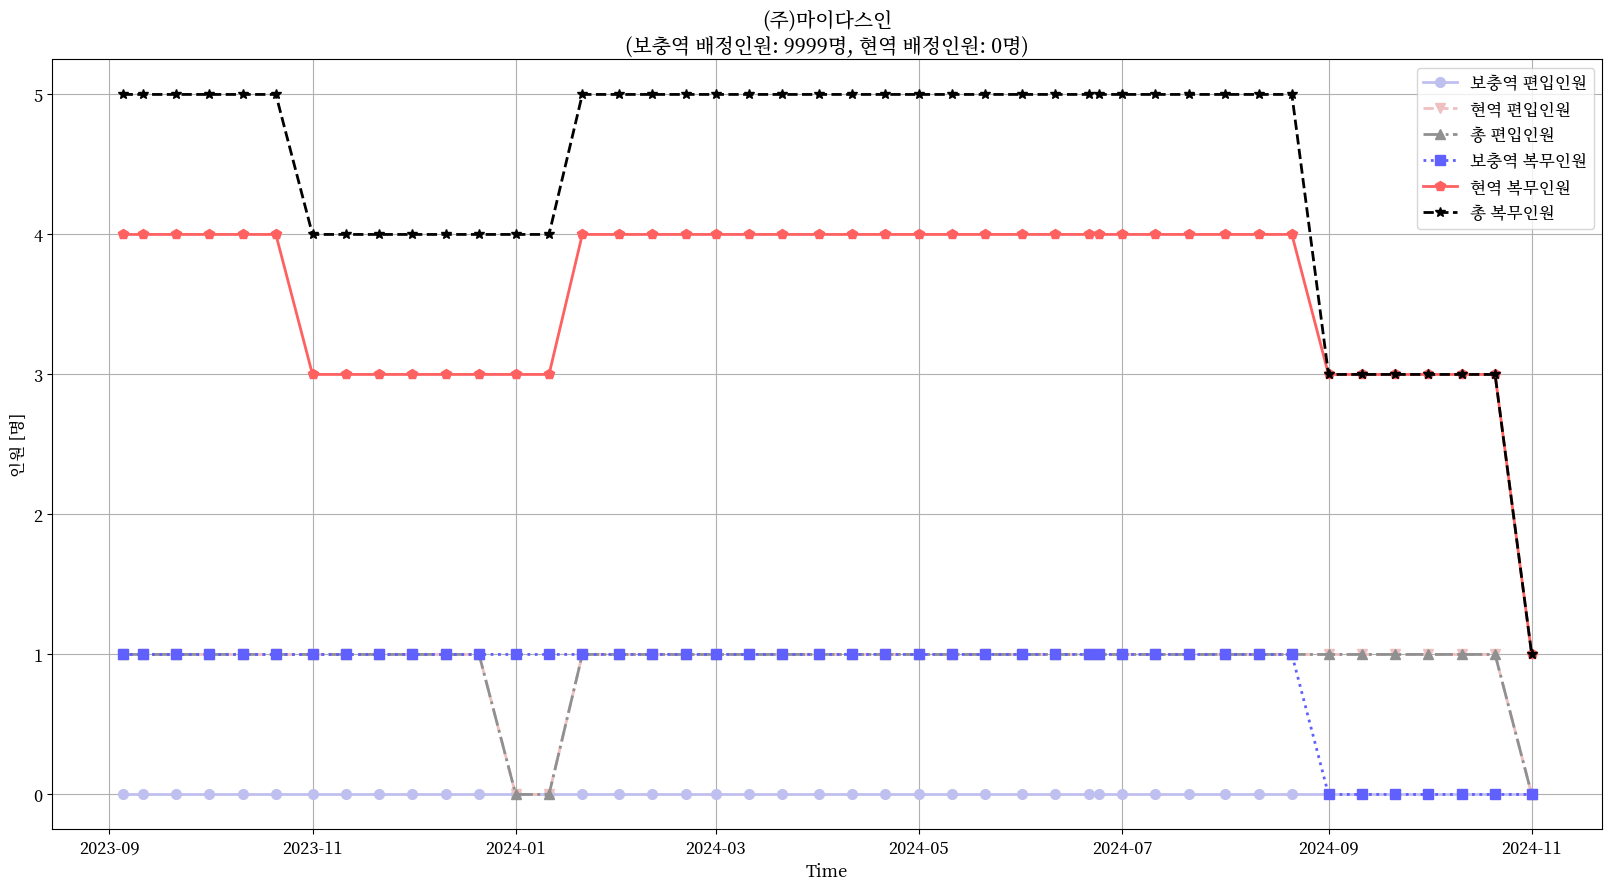 (주)마이다스인
(보충역 배정인원: 9999명, 현역 배정인원: 0명)
보충역 편입인원
현역 편입인원
총 편입인원
보충역 복무인원
현역 복무인원
총 복무인원
인원 [명]
5
4
3
2
1
0
2023-09 2023-11 2024-01 2024-03 2024-05 2024-07 2024-09 2024-11
Time